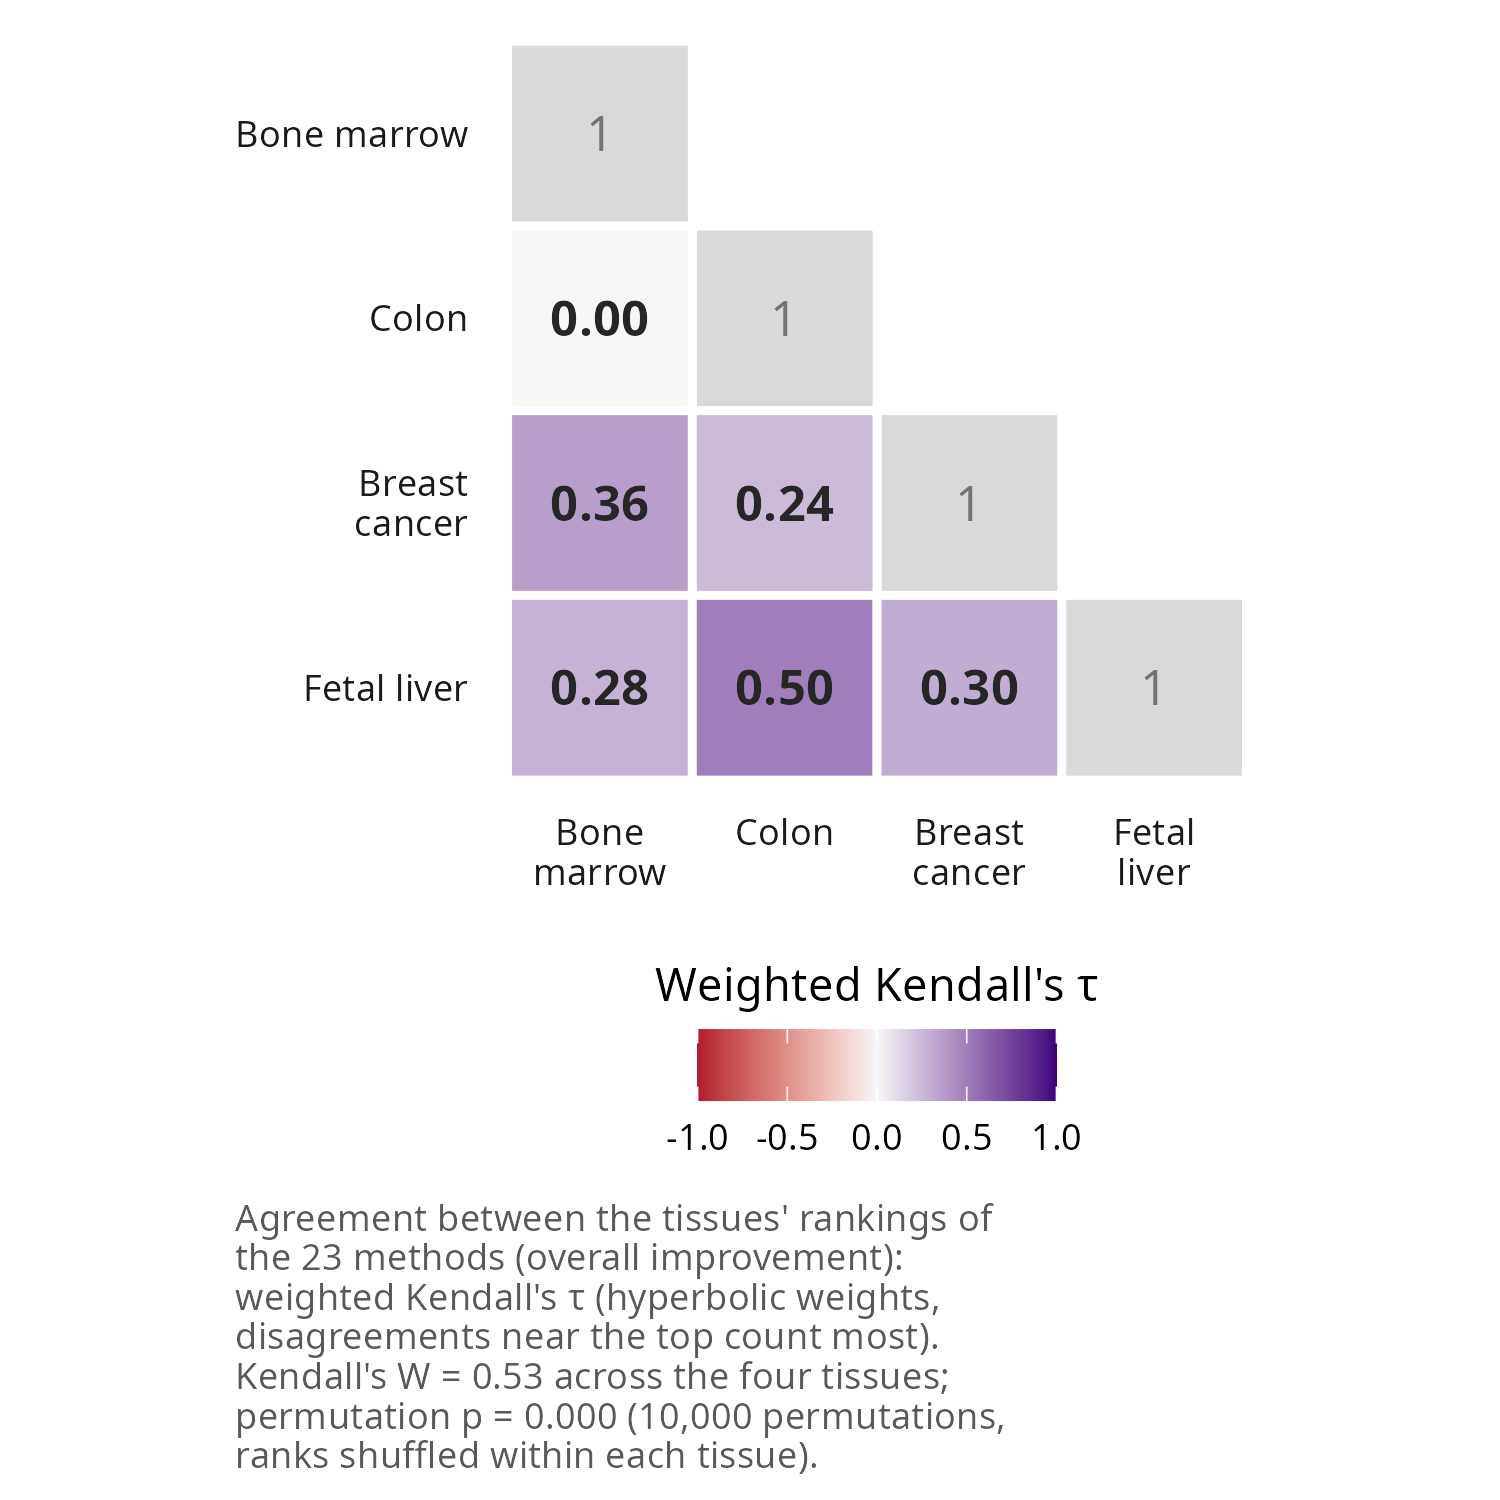 Bone marrow
1
Colon
0.00
1
Breast
cancer
0.36
0.24
1
Fetal liver
0.28
0.50
0.30
1
Bone
marrow
Colon
Breast
cancer
Fetal
liver
Weighted Kendall's τ
-1.0 -0.5 0.0 0.5 1.0
Agreement between the tissues' rankings of
the 23 methods (overall improvement):
weighted Kendall's τ (hyperbolic weights,
disagreements near the top count most).
Kendall's W = 0.53 across the four tissues;
permutation p = 0.000 (10,000 permutations,
ranks shuffled within each tissue).